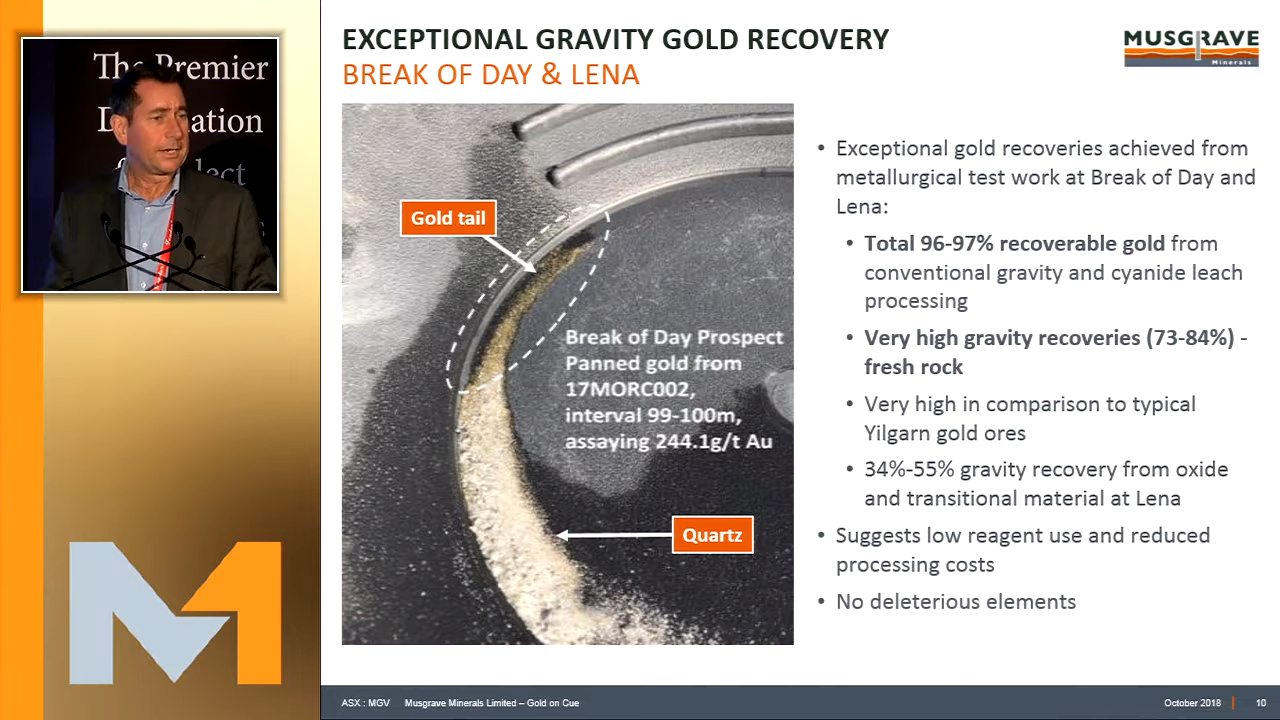 The Premier
EXCEPTIONAL GRAVITY GOLD RECOVERY
BREAK OF DAY & LENA
MUSGRAVE
Minerals
Gold tail
Break of Day Prospect
Panned gold from
17MORC002,
interval 99-100m,
assaying 244.1g/t Au
Quartz
• Exceptional gold recoveries achieved from
metallurgical test work at Break of Day and
Lena:
• Total 96-97% recoverable gold from
conventional gravity and cyanide leach
processing
• Very high gravity recoveries (73-84%) -
fresh rock
• Very high in comparison to typical
Yilgarn gold ores
• 34%-55% gravity recovery from oxide
and transitional material at Lena
• Suggests low reagent use and reduced
processing costs
• No deleterious elements
M1
ASX : MGV Musgrave Minerals Limited – Gold on Cue
October 2018 | 10